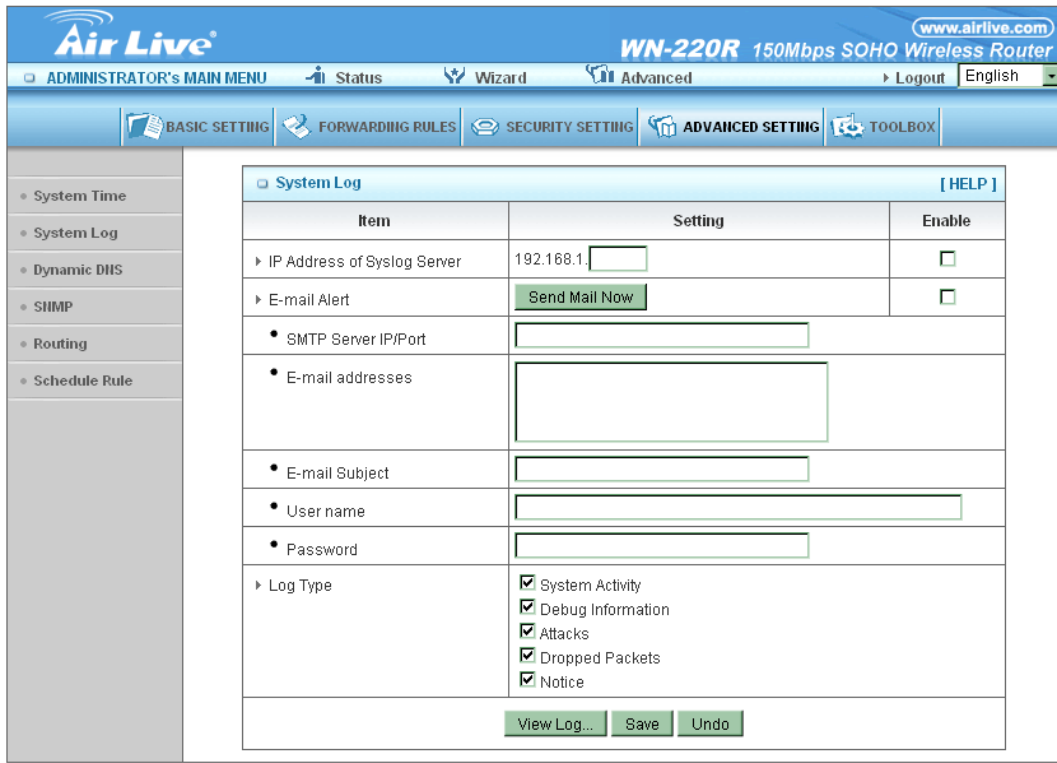 Air Live®
www.airlive.com
WN-220R 150Mbps SOHO Wireless Router
ADMINISTRATOR's MAIN MENU Status Wizard Advanced Logout English
BASIC SETTING FORWARDING RULES SECURITY SETTING ADVANCED SETTING TOOLBOX
System Time
System Log
Dynamic DNS
SNMP
Routing
Schedule Rule
System Log [ HELP ]
Item Setting Enable
IP Address of Syslog Server 192.168.1.
E-mail Alert Send Mail Now
SMTP Server IP/Port
E-mail addresses
E-mail Subject
User name
Password
Log Type System Activity
Debug Information
Attacks
Dropped Packets
Notice
View Log... Save Undo